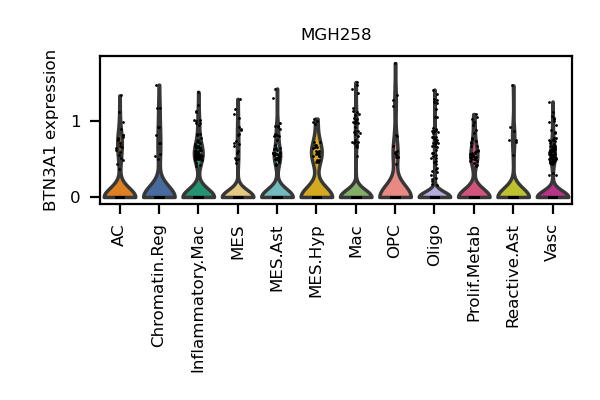 MGH258
BTN3A1 expression
1
0
AC
Chromatin.Reg
Inflammatory.Mac
MES
MES.Ast
MES.Hyp
Mac
OPC
Oligo
Prolif.Metab
Reactive.Ast
Vasc